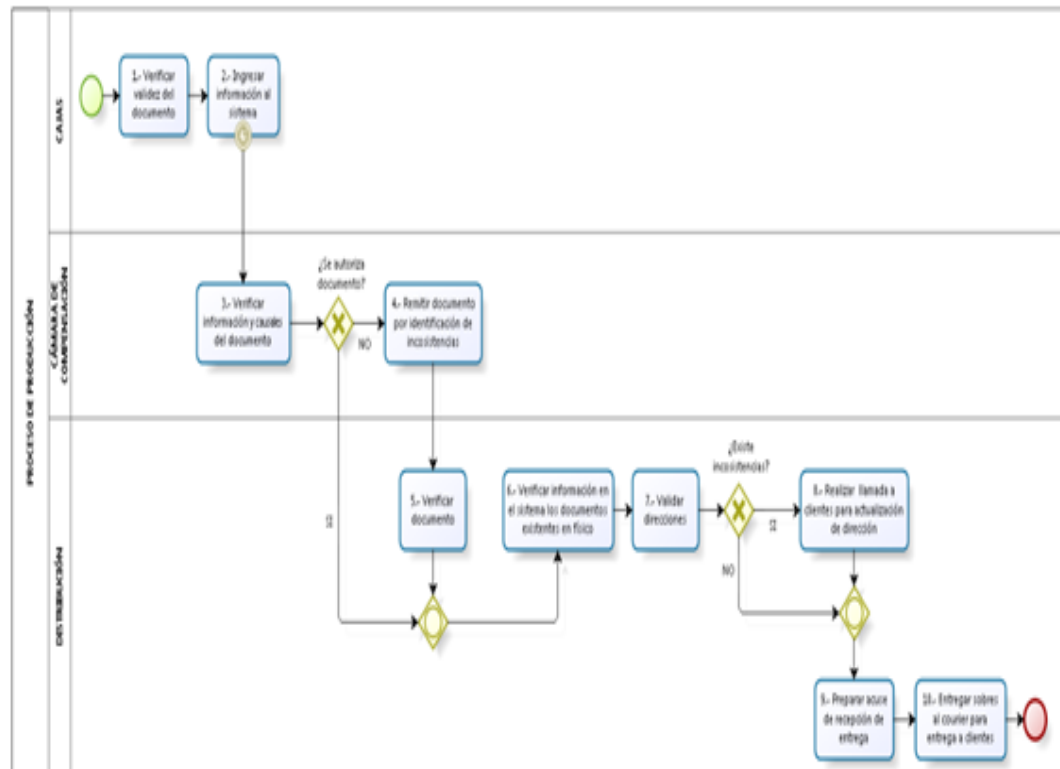 PROCESO DE PRODUCCIÓN
CAJAS
1.- Verificar
validez del
documento
2.- Ingresar
información al
sistema
CÁMARA DE
COMPENSACIÓN
3.- Verificar
información y causales
del documento
¿Se autoriza
documento?
NO
4.- Remitir documento
por identificación de
incosistencias
SI
DISTRIBUCIÓN
5.- Verificar
documento
6.- Verificar información en
el sistema los documentos
existentes en físico
7.- Validar
direcciones
¿Existe
incosistencias?
SI
NO
8.- Realizar llamada a
clientes para actualización
de dirección
9.- Preparar acuse
de recepción de
entrega
10.- Entregar sobres
al courier para
entrega a clientes